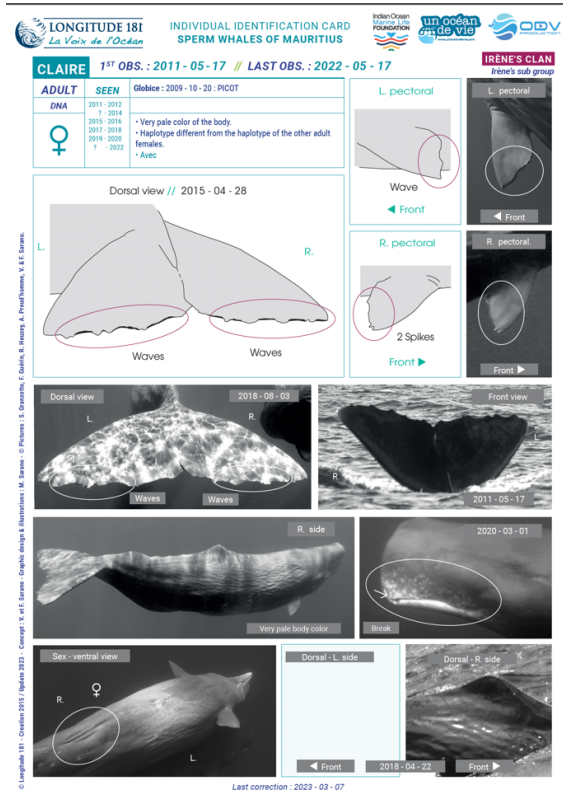 LONGITUDE 181
La Voix de l'Océan
INDIVIDUAL IDENTIFICATION CARD
SPERM WHALES OF MAURITIUS
Indian Ocean
Marine Life
FOUNDATION
un océan
de vie
ODV
PRODUCTION
CLAIRE
1ST OBS. : 2011 - 05 - 17 // LAST OBS. : 2022 - 05 - 17
IRÈNE'S CLAN
Irène's sub group
ADULT
DNA
♀
SEEN
2011 - 2012
? - 2014
2015 - 2016
2017 - 2018
2019 - 2020
? - 2022
Globice : 2009 - 10 - 20 : PICOT
• Very pale color of the body.
• Haplotype different from the haplotype of the other adult
females.
• Avec
L. pectoral
Wave
◄ Front
L. pectoral
◄ Front
Dorsal view // 2015 - 04 - 28
L.
R.
Waves
Waves
R. pectoral
2 Spikes
Front ►
R. pectoral.
Front ►
Dorsal view
2018 - 08 - 03
L.
R.
Waves
Waves
Front view
L.
R.
2011 - 05 - 17
R. side
Very pale body color
2020 - 03 - 01
Break
Sex - ventral view
♀
R.
L.
Dorsal - L. side
◄ Front
Dorsal - R. side
2018 - 04 - 22
Front ►
Last correction : 2023 - 03 - 07
© Longitude 181 - Creation 2015 / Update 2023 - Concept : V. et F. Sarano - Graphic design & illustrations : M. Sarano - © Pictures : S. Granzotto, F. Guérin, R. Heuzey, A. Preud'homme, V. & F. Sarano.